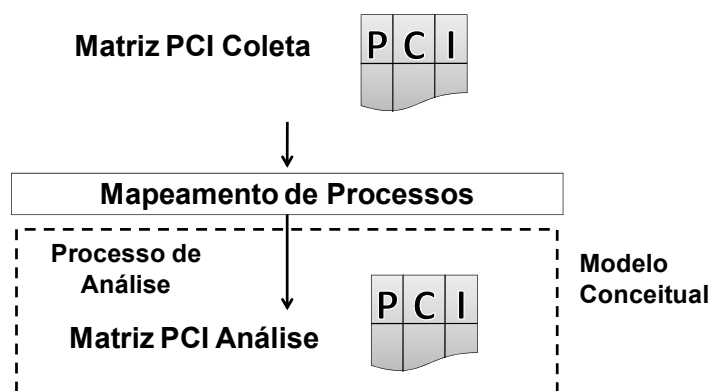 Matriz PCI Coleta
P C I
Mapeamento de Processos
Processo de
Análise
Modelo
Conceitual
P C I
Matriz PCI Análise